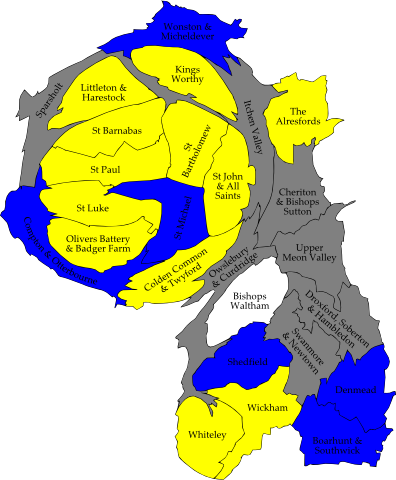 Wonston &
Micheldever
Kings
Worthy
Sparsholt
Littleton &
Harestock
Itchen Valley
The
Alresfords
St Barnabas
St
Bartholomew
St Paul
St John
& All
Saints
Cheriton
& Bishops
Sutton
St Luke
St Michael
Olivers Battery
& Badger Farm
Compton & Otterbourne
Colden Common
& Twyford
Owslebury
& Curdridge
Upper
Meon Valley
Bishops
Waltham
Droxford, Soberton
& Hambledon
Swanmore
& Newtown
Shedfield
Denmead
Wickham
Whiteley
Boarhunt &
Southwick